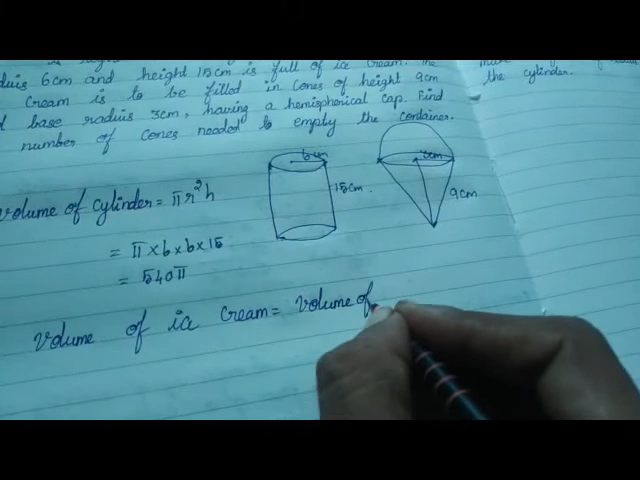 duis 6cm and height 15cm is full of ice cream. The
cream is to be filled in cones of height 9cm
base radius 3cm, having a hemispherical cap. Find
number of cones needed to empty the container.
the cylinder.
6cm
15cm.
3cm
9cm
Volume of cylinder = πr²h
= π × 6 × 6 × 15
= 540π
Volume of ice cream = Volume of